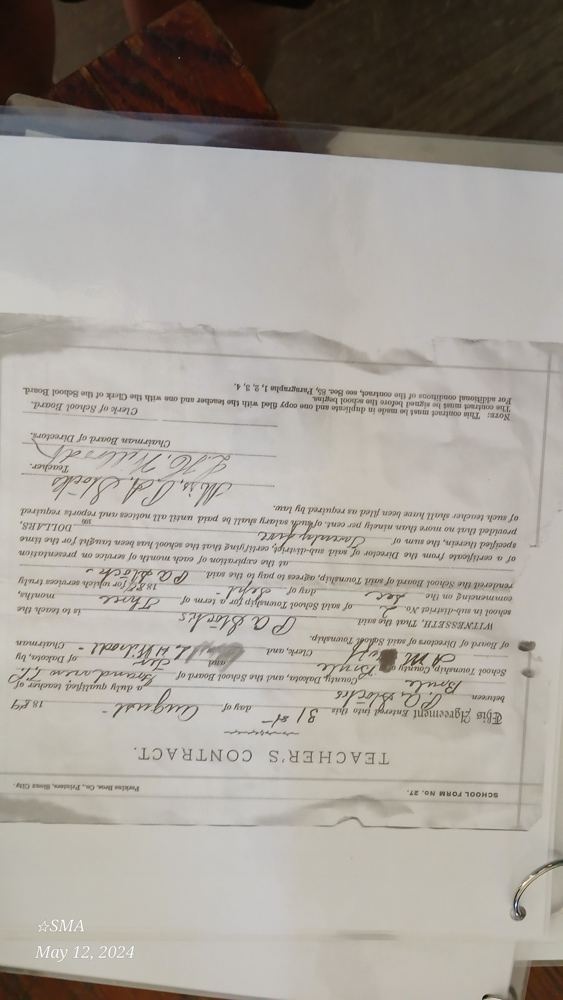 SCHOOL FORM No. 27. Perkins Bros. Co., Printers, Sioux City.
TEACHER'S CONTRACT.
This Agreement Entered into this 31st day of August 1889
between P. A. Stocks a duly qualified teacher of
Brule County, Dakota, and the School Board of Grandview T.P.
School Township, County of Brule and Ter of Dakota, by
A M Clerk, and L H Willrodt Chairman
of Board of Directors of said School Township.
WITNESSETH, That the said P A Stocks is to teach the
school in sub-district No. 2 of said School Township for a term of Three months,
commencing on the 2ec day of Sept 1889 for which services truly
rendered the School Board of said Township, agrees to pay to the said P A Stocks
at the expiration of each month of service on presentation
of a certificate from the Director of said sub-district, certifying that the school has been taught for the time
specified therein, the sum of Twenty five 100 DOLLARS,
provided that no more than ninety per cent. of such salary shall be paid until all notices and reports required
of such teacher shall have been filed as required by law.
Mrs. P A Stocks Teacher.
L. H. Willrodt
Chairman Board of Directors.
Clerk of School Board.
NOTE: This contract must be made in duplicate and one copy filed with the teacher and one with the Clerk of the School Board.
The contract must be signed before the school begins.
For additional conditions of the contract, see Sec. 53, Paragraphs 1, 2, 3, 4.
☆SMA
May 12, 2024